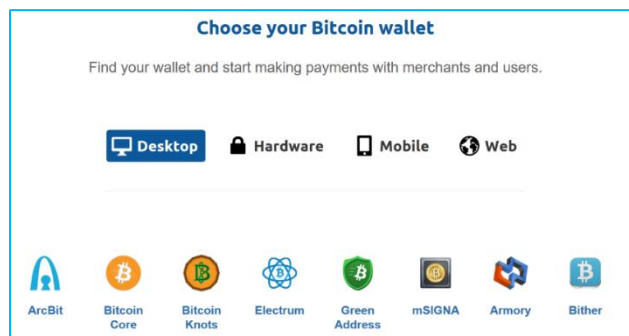 Choose your Bitcoin wallet
Find your wallet and start making payments with merchants and users.
Desktop Hardware Mobile Web
ArcBit Bitcoin Core Bitcoin Knots Electrum Green Address mSIGNA Armory Bither